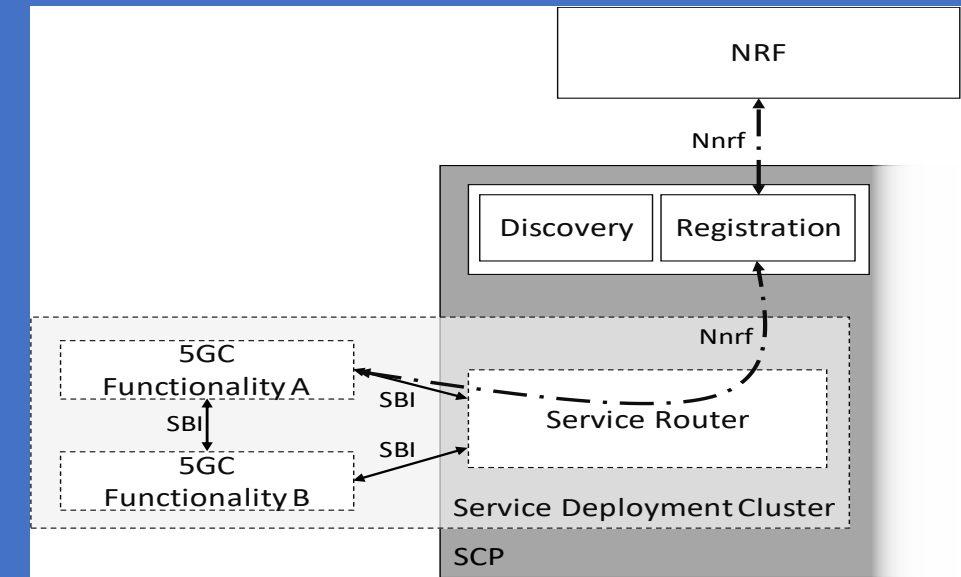 NRF
Nnrf
Discovery
Registration
Nnrf
5GC
Functionality A
SBI
SBI
Service Router
SBI
5GC
Functionality B
Service Deployment Cluster
SCP